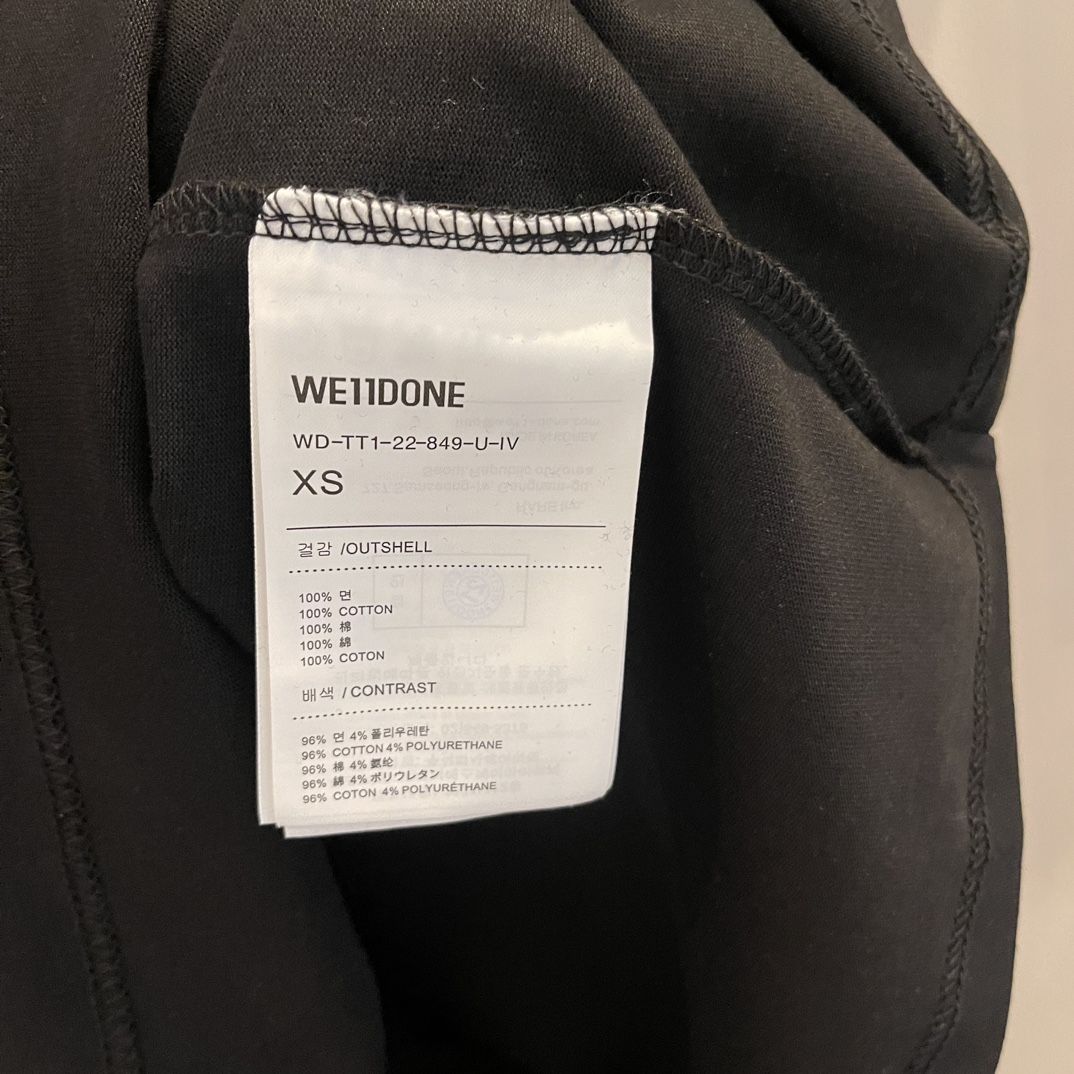 WE11DONE
WD-TT1-22-849-U-IV
XS
겉감 /OUTSHELL
100% 면
100% COTTON
100% 棉
100% 綿
100% COTON
배색 / CONTRAST
96% 면 4% 폴리우레탄
96% COTTON 4% POLYURETHANE
96% 棉 4% 氨纶
96% 綿 4% ポリウレタン
96% COTON 4% POLYURÉTHANE